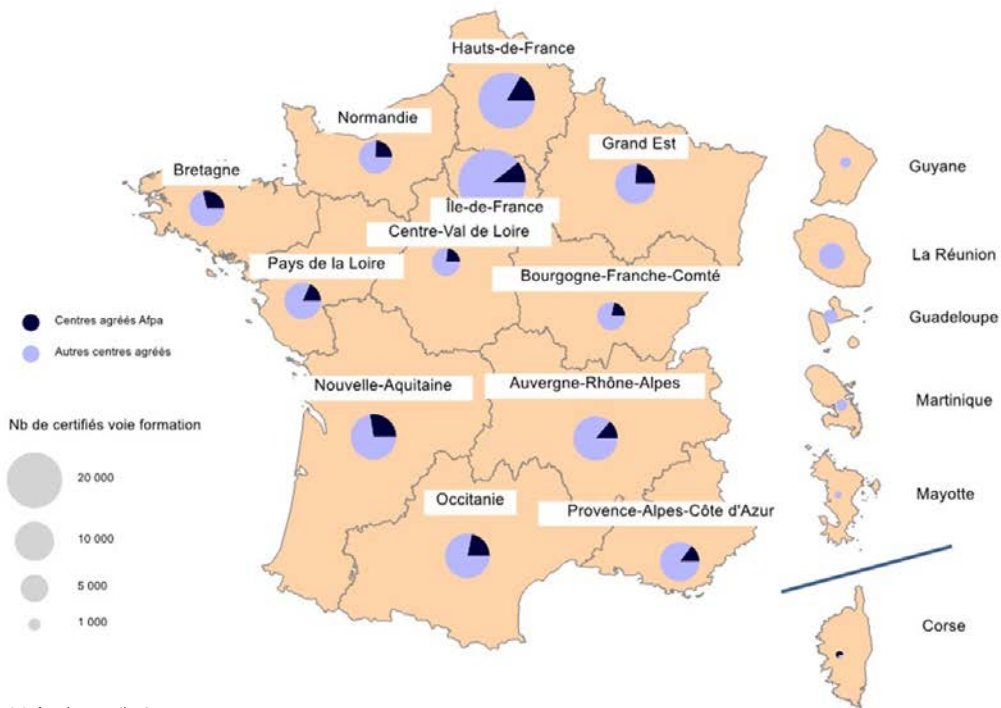 Hauts-de-France
Normandie
Grand Est
Bretagne
Île-de-France
Centre-Val de Loire
Pays de la Loire
Bourgogne-Franche-Comté
Nouvelle-Aquitaine
Auvergne-Rhône-Alpes
Occitanie
Provence-Alpes-Côte d'Azur
Guyane
La Réunion
Guadeloupe
Martinique
Mayotte
Corse
Centres agréés Afpa
Autres centres agréés
Nb de certifiés voie formation
20 000
10 000
5 000
1 000